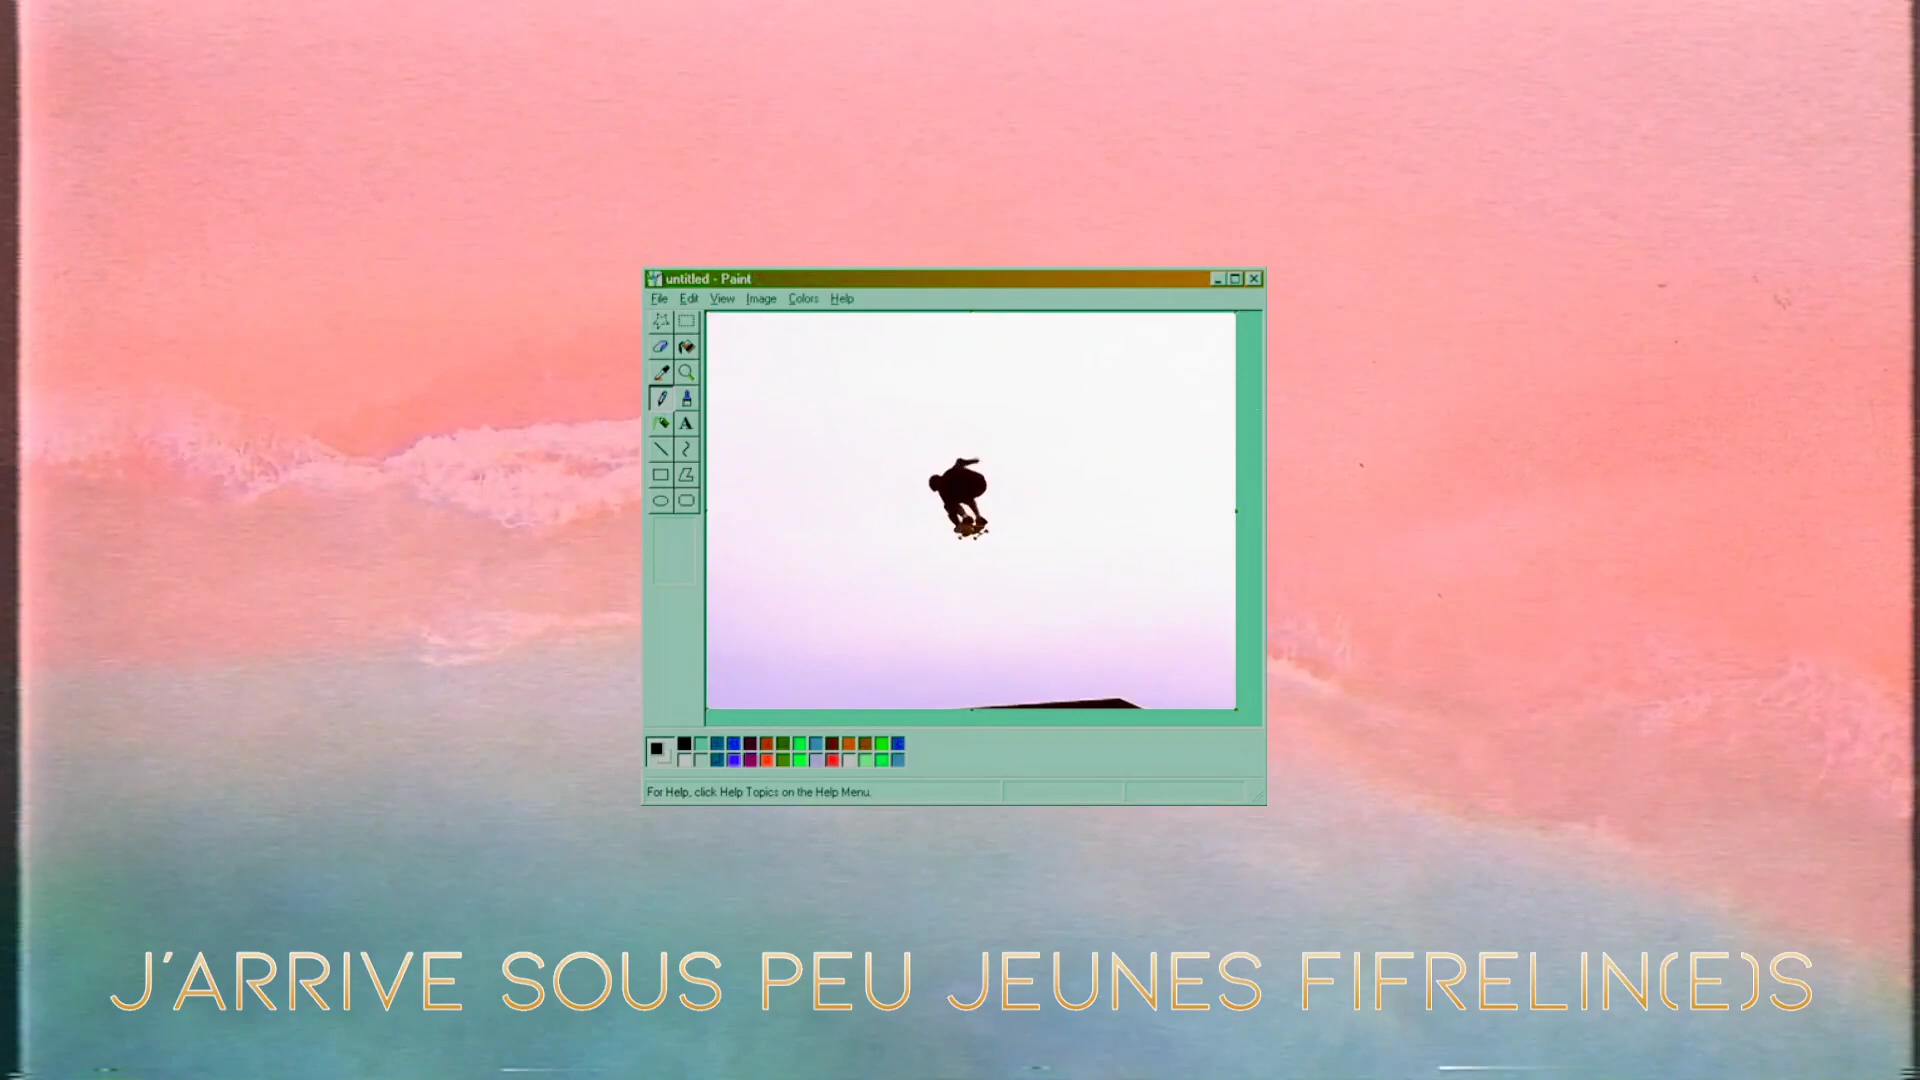 untitled - Paint
File Edit View Image Colors Help
A
For Help, click Help Topics on the Help Menu.
J'ARRIVE SOUS PEU JEUNES FIFRELIN(E)S